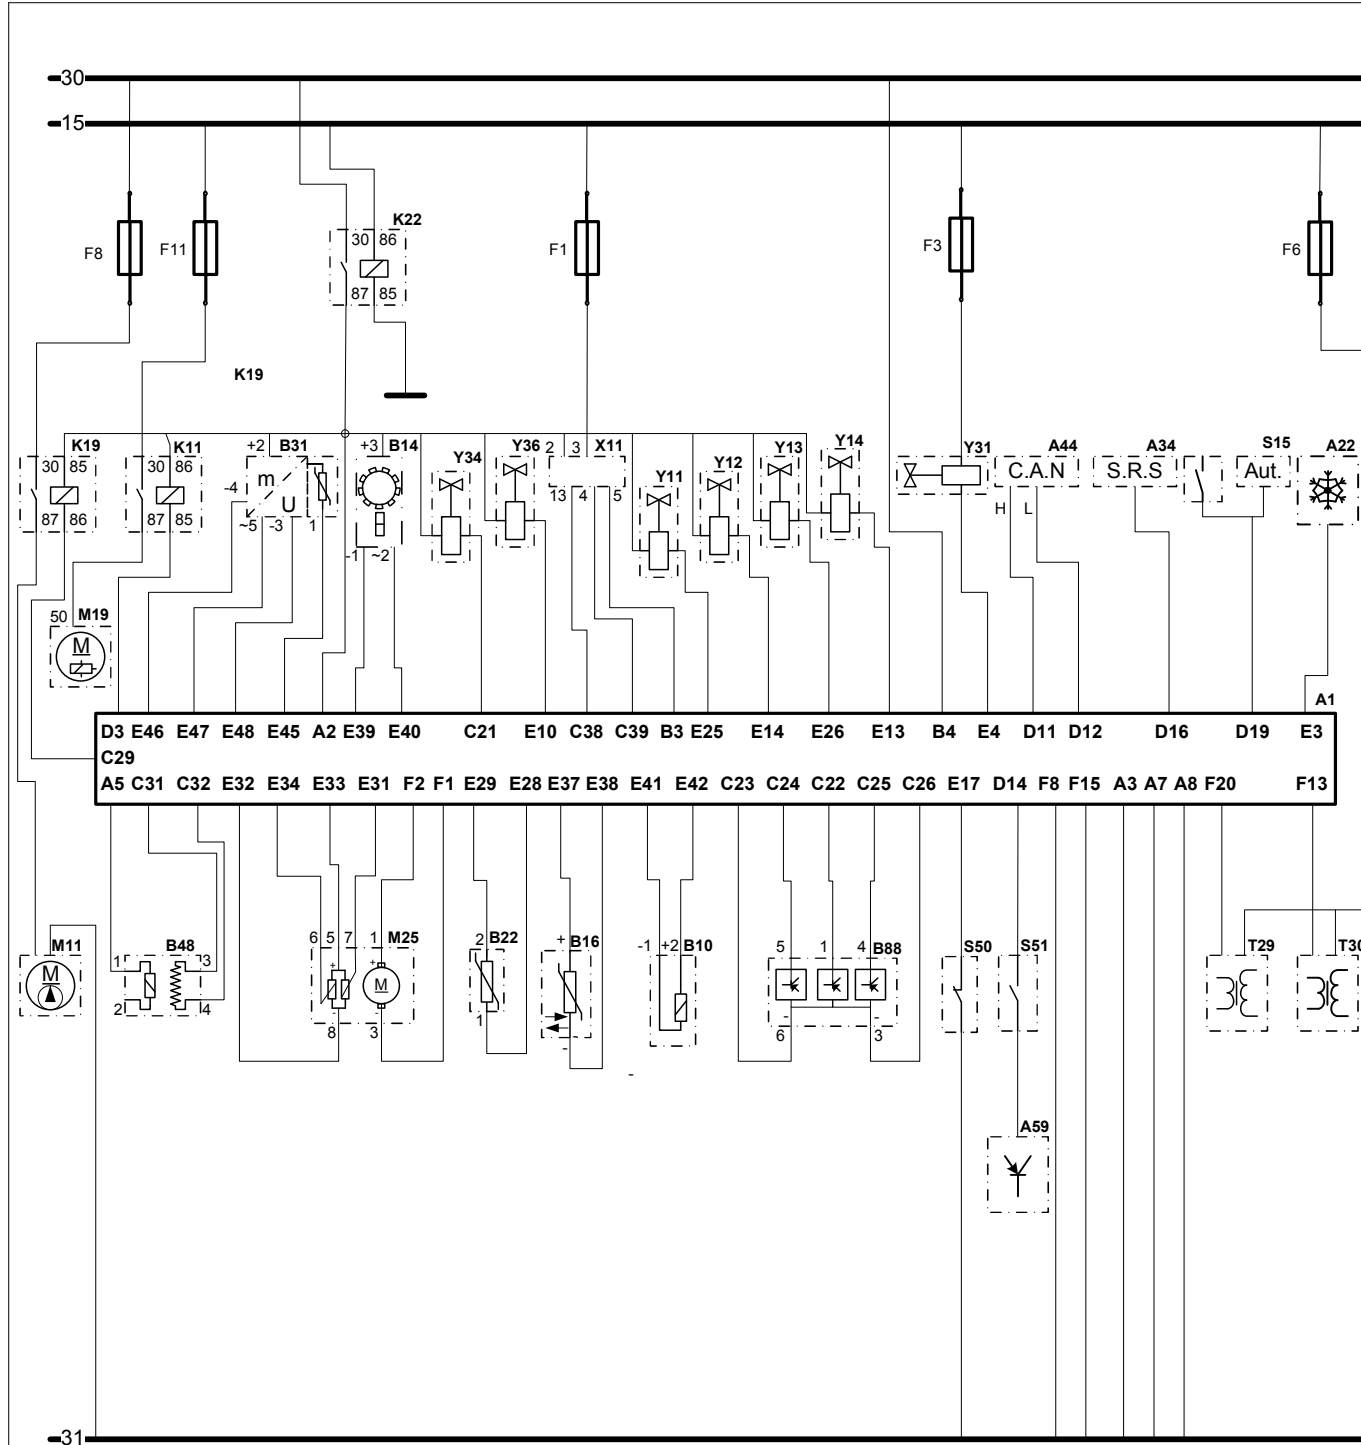 30
15
K22
30 86
F8 F11 F1 F3 F6
87 85
K19
K19 K11 +2 B31 +3 B14 Y34 Y36 2 3 X11 Y11 Y12 Y13 Y14 Y31 A44 A34 S15 A22
30 85 30 86 m C.A.N S.R.S Aut.
-4 13 4 5
87 86 87 85 ~5 -3 U 1 H L
-1 ~2
50 M19
M
A1
D3 E46 E47 E48 E45 A2 E39 E40 C21 E10 C38 C39 B3 E25 E14 E26 E13 B4 E4 D11 D12 D16 D19 E3
C29
A5 C31 C32 E32 E34 E33 E31 F2 F1 E29 E28 E37 E38 E41 E42 C23 C24 C22 C25 C26 E17 D14 F8 F15 A3 A7 A8 F20 F13
M11 B48 6 5 7 1 M25 2 B22 + B16 -1 +2 B10 5 1 4 B88 S50 S51 T29 T30
1 3
M + + M
2 4 - - 1 - - -
8 3 - 6 3
-
A59
31